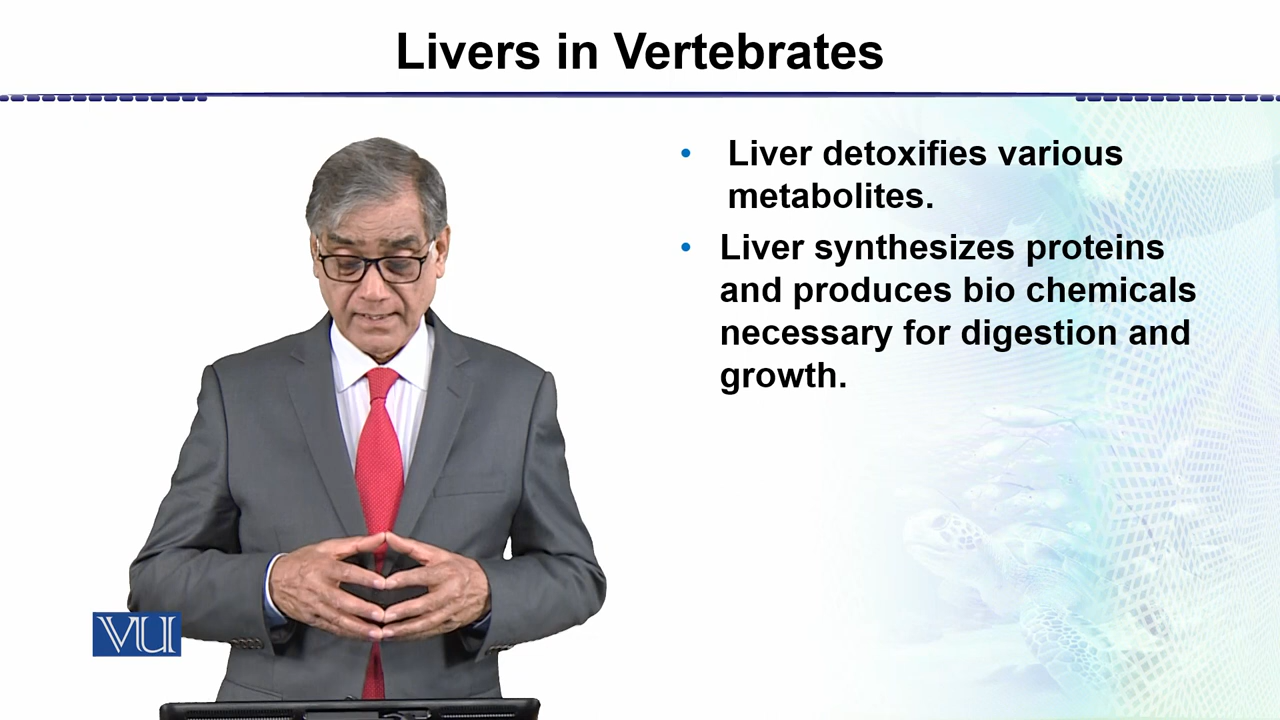 Livers in Vertebrates
• Liver detoxifies various
metabolites.
• Liver synthesizes proteins
and produces bio chemicals
necessary for digestion and
growth.
VU